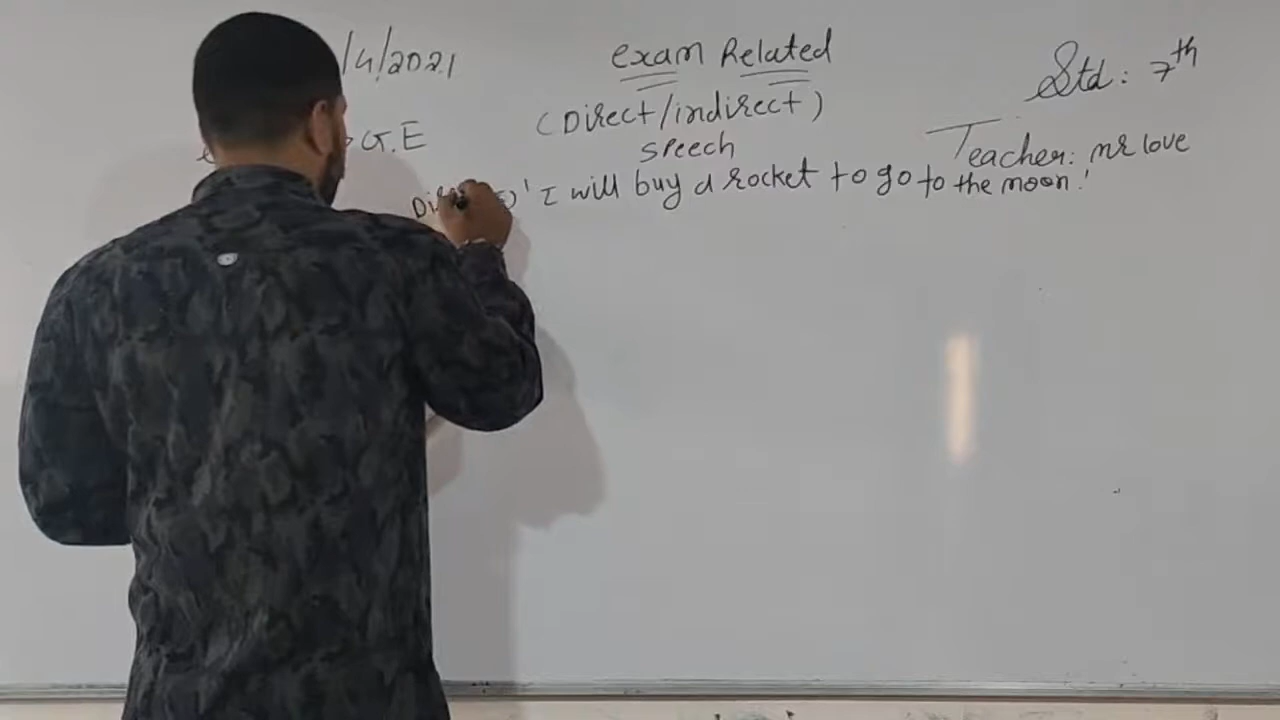 /4/2021
exam Related
Std: 7th
G.E
(Direct/indirect)
speech
Teacher: mr love
'I will buy a rocket to go to the moon.'